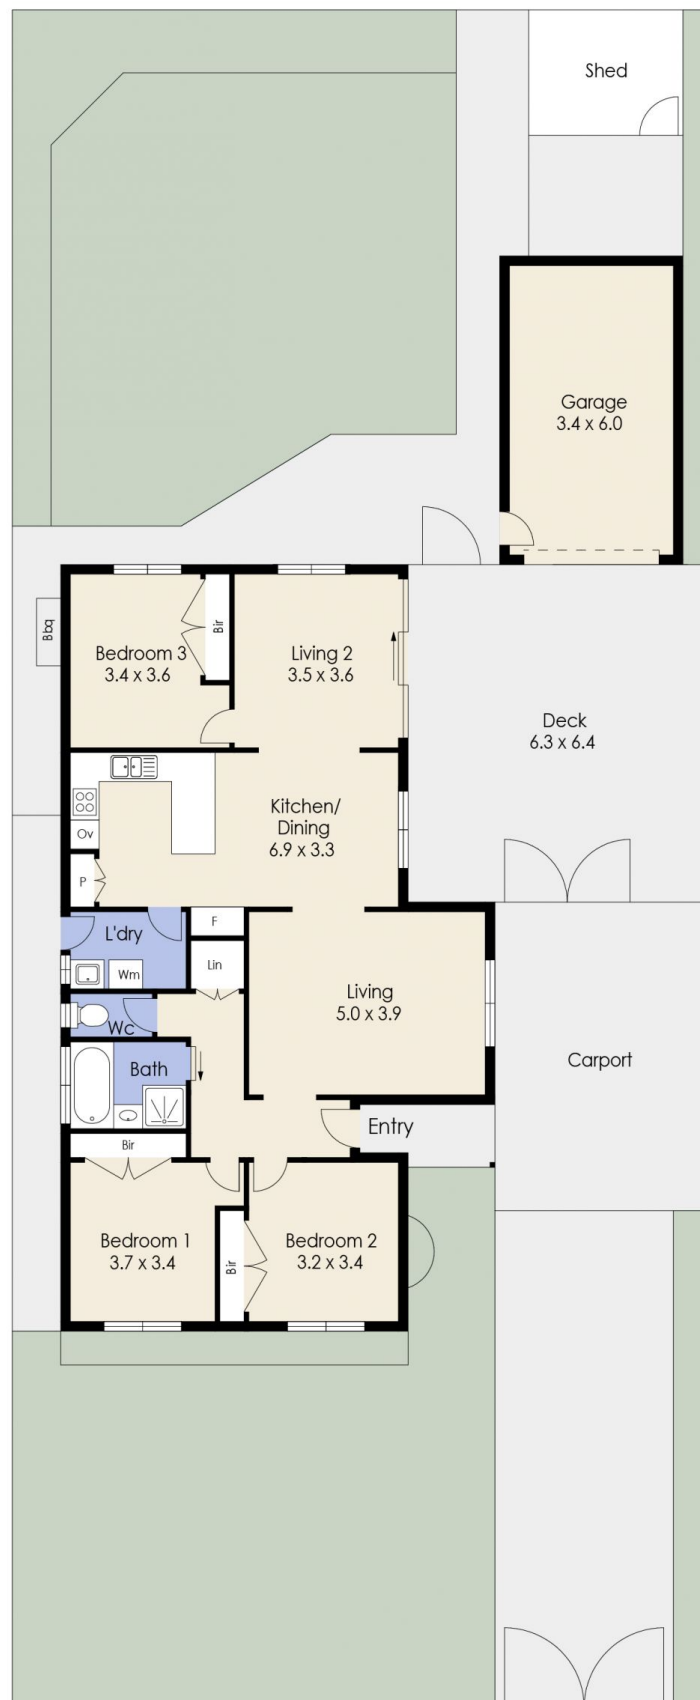 Shed
Garage
3.4 x 6.0
Bbq
Bedroom 3
3.4 x 3.6
Bir
Living 2
3.5 x 3.6
Deck
6.3 x 6.4
Kitchen/
Dining
6.9 x 3.3
Ov
P
F
L'dry
Wm
Lin
Living
5.0 x 3.9
Wc
Bath
Carport
Bir
Entry
Bedroom 1
3.7 x 3.4
Bir
Bedroom 2
3.2 x 3.4